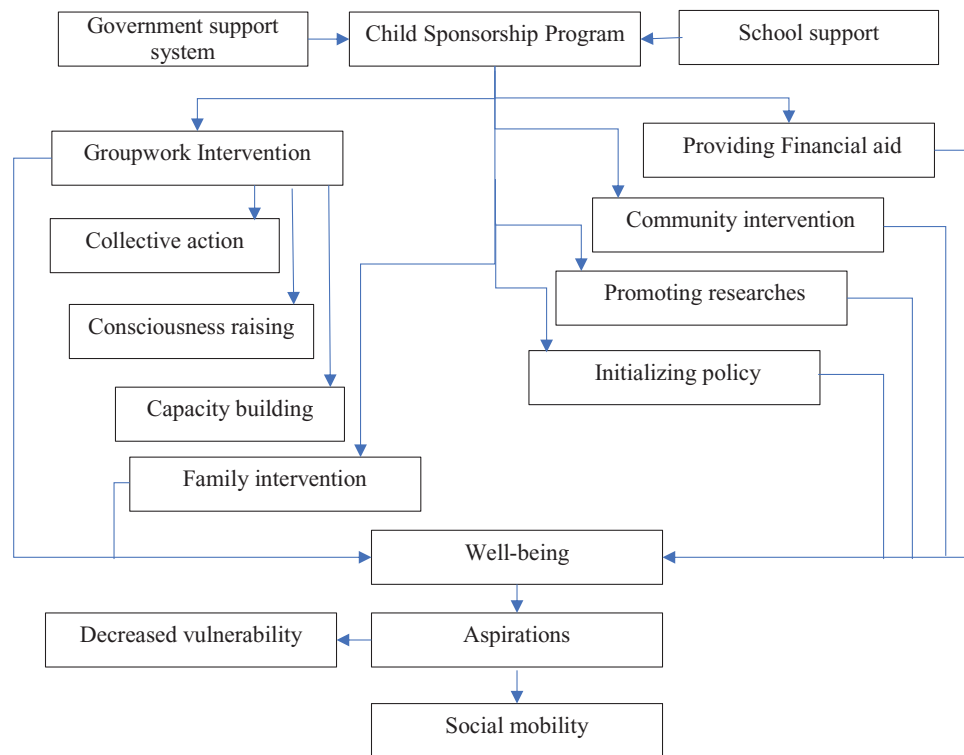 Government support
system
Child Sponsorship Program
School support
Groupwork Intervention
Providing Financial aid
Collective action
Community intervention
Promoting researches
Consciousness raising
Initializing policy
Capacity building
Family intervention
Well-being
Decreased vulnerability
Aspirations
Social mobility